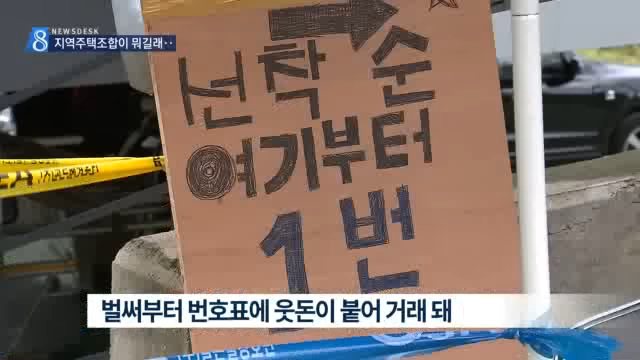 8 NEWSDESK
지역주택조합이 뭐길래··
선착순
여기부터
1번
벌써부터 번호표에 웃돈이 붙어 거래 돼